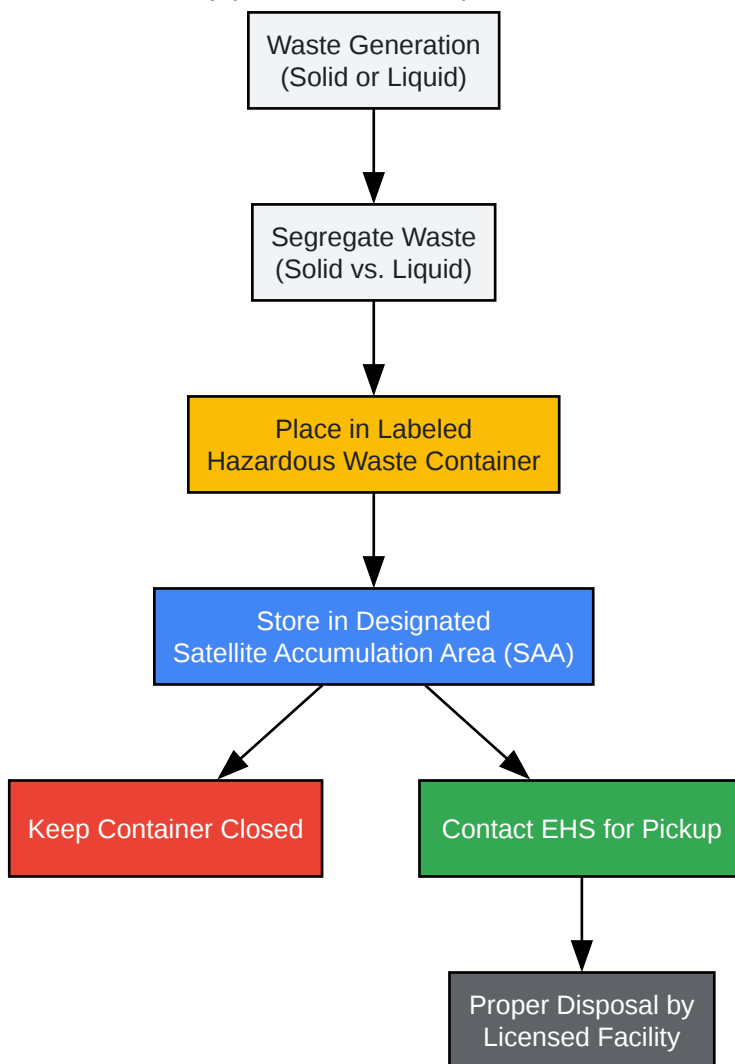 Waste Generation
(Solid or Liquid)
Segregate Waste
(Solid vs. Liquid)
Place in Labeled
Hazardous Waste Container
Store in Designated
Satellite Accumulation Area (SAA)
Keep Container Closed
Contact EHS for Pickup
Proper Disposal by
Licensed Facility